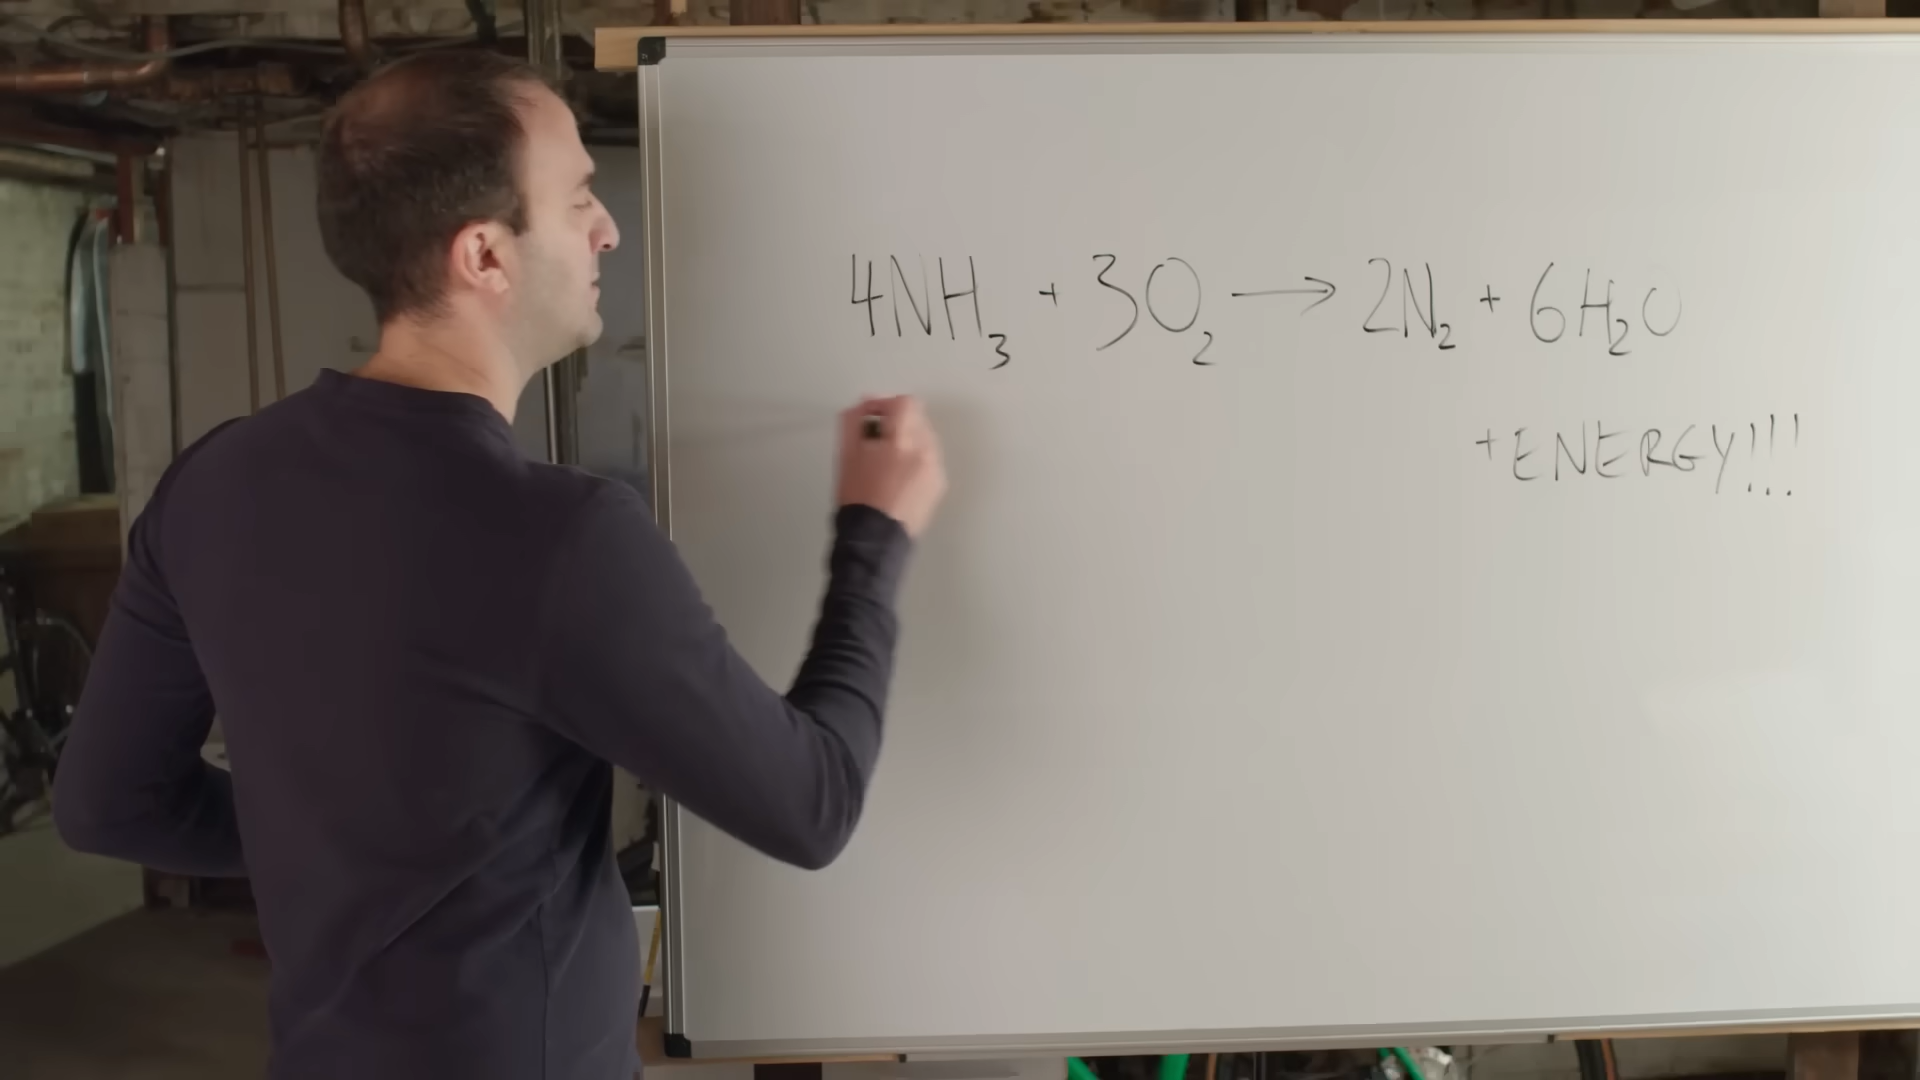 4NH₃ + 3O₂ → 2N₂ + 6H₂O
+ENERGY!!!